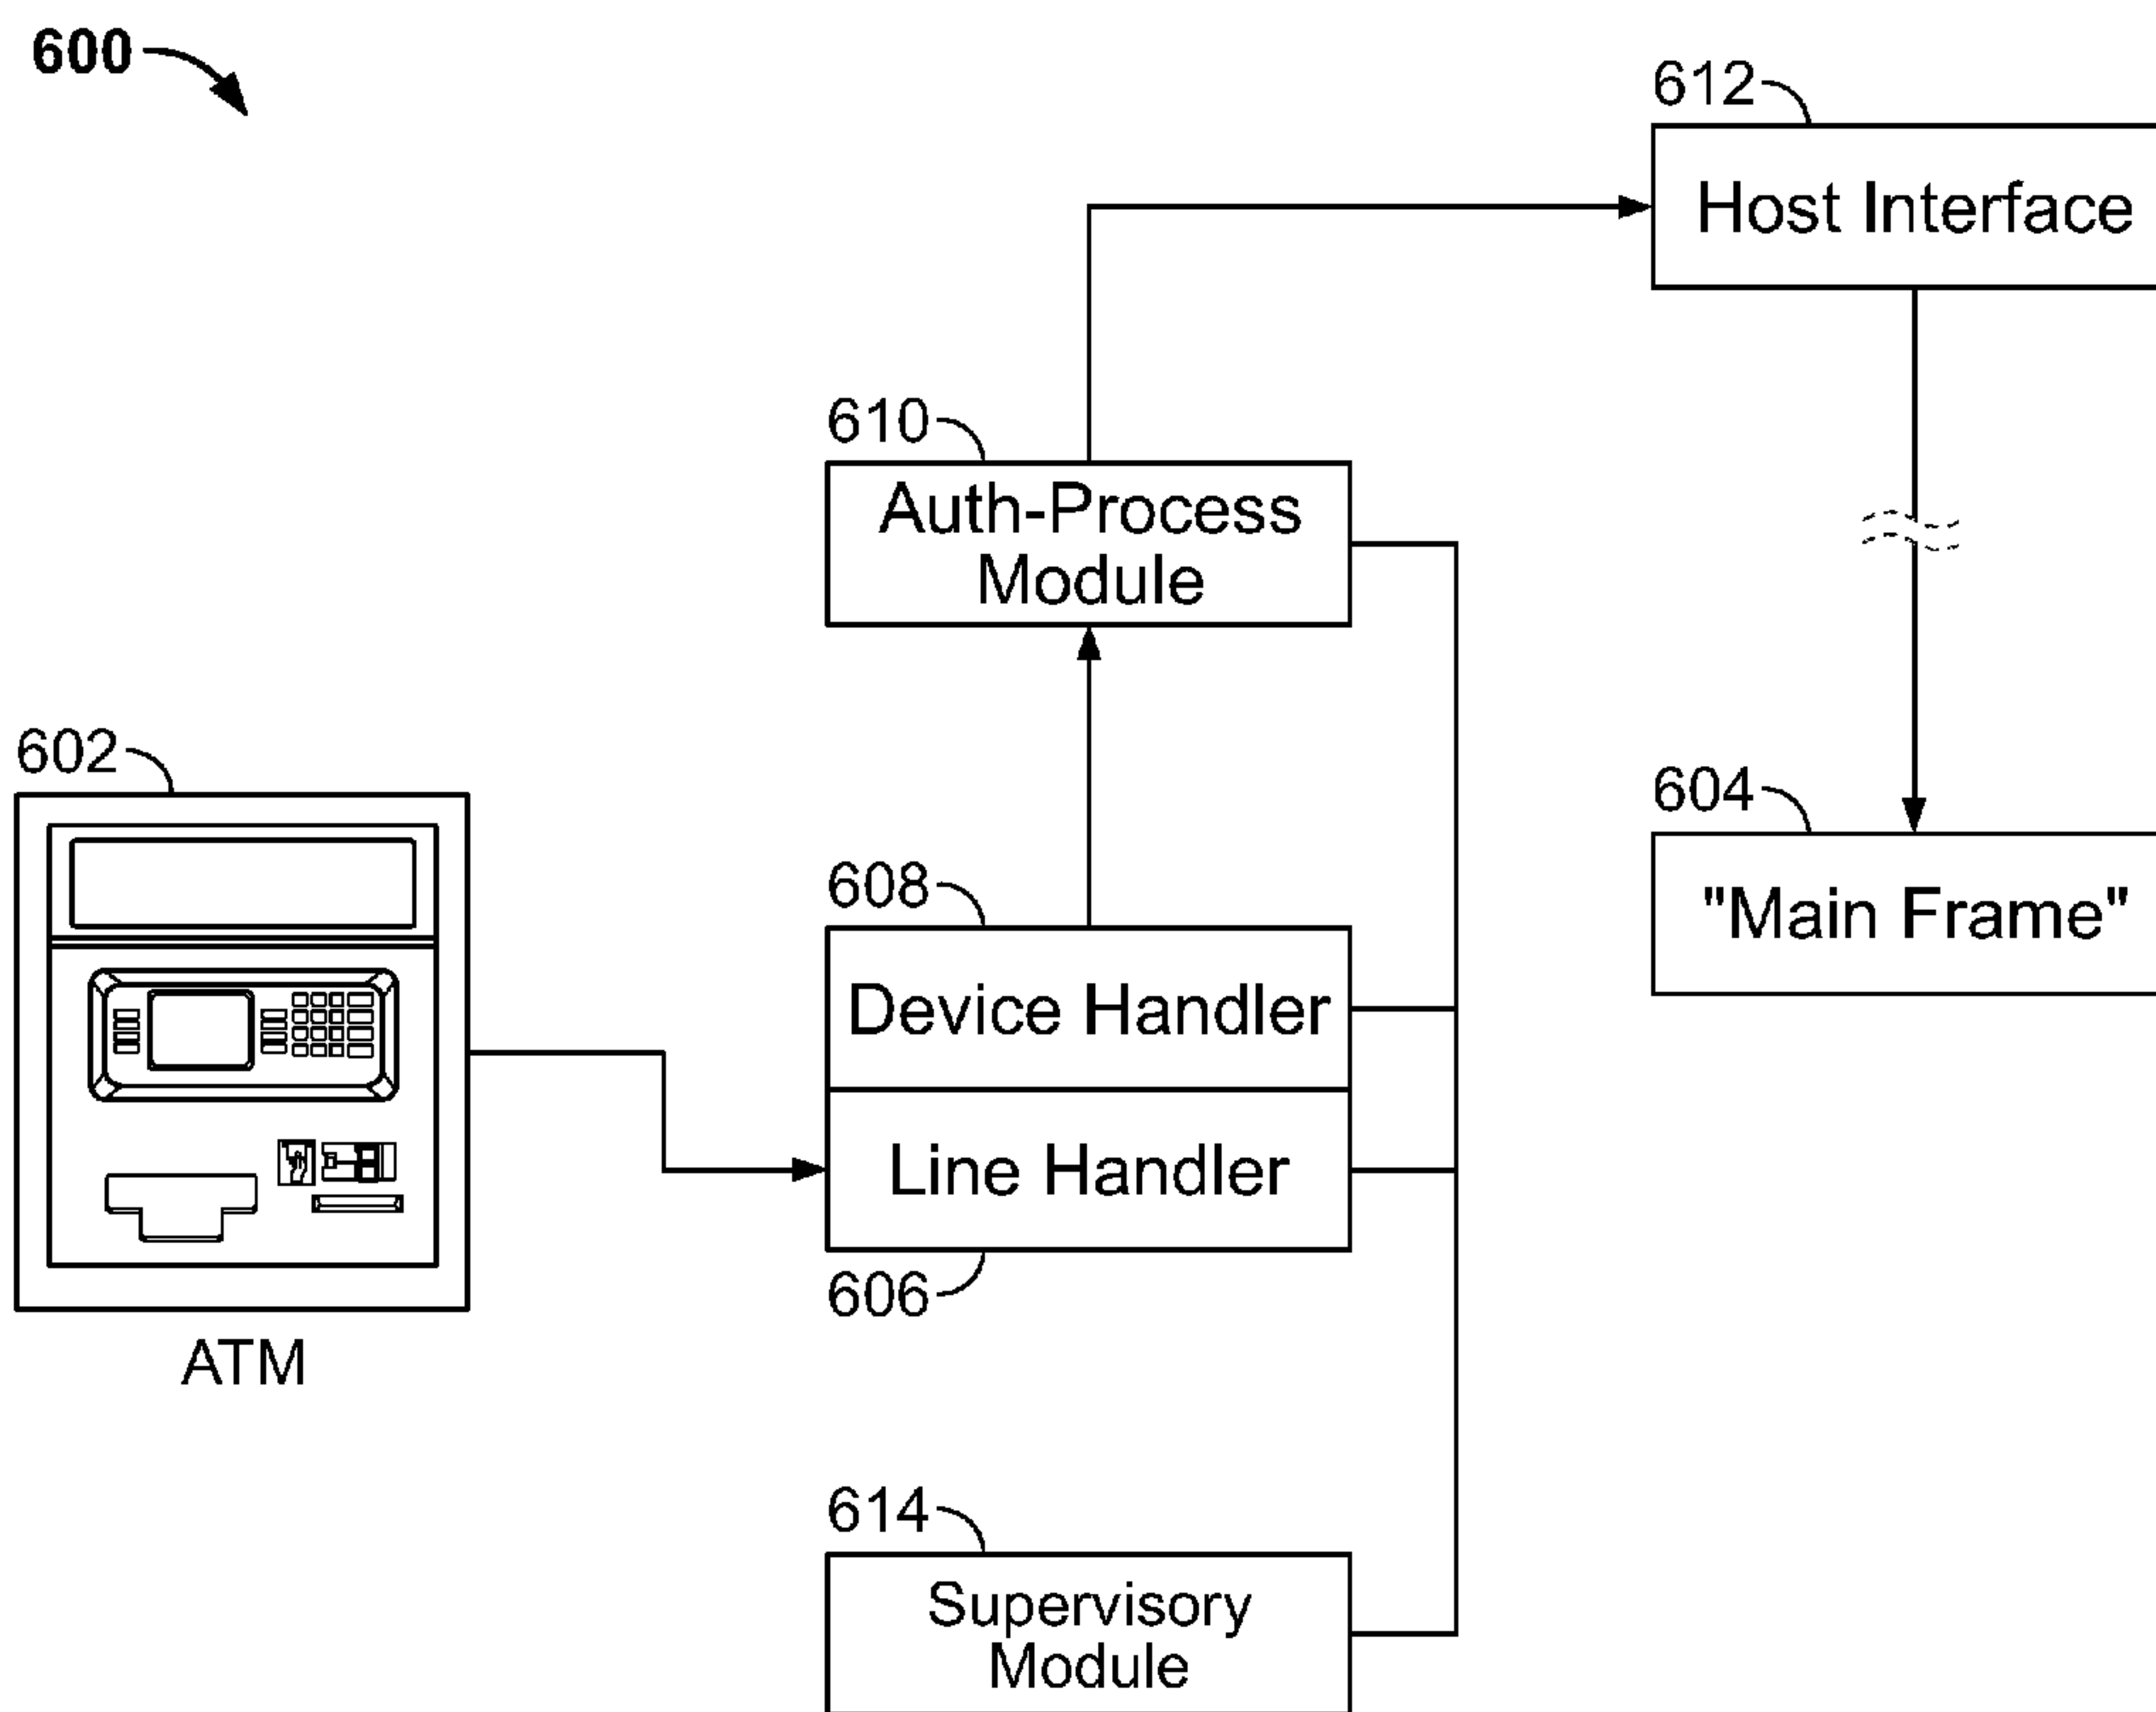 600
612
Host Interface
610
Auth-Process
Module
602
604
"Main Frame"
608
Device Handler
Line Handler
606
ATM
614
Supervisory
Module